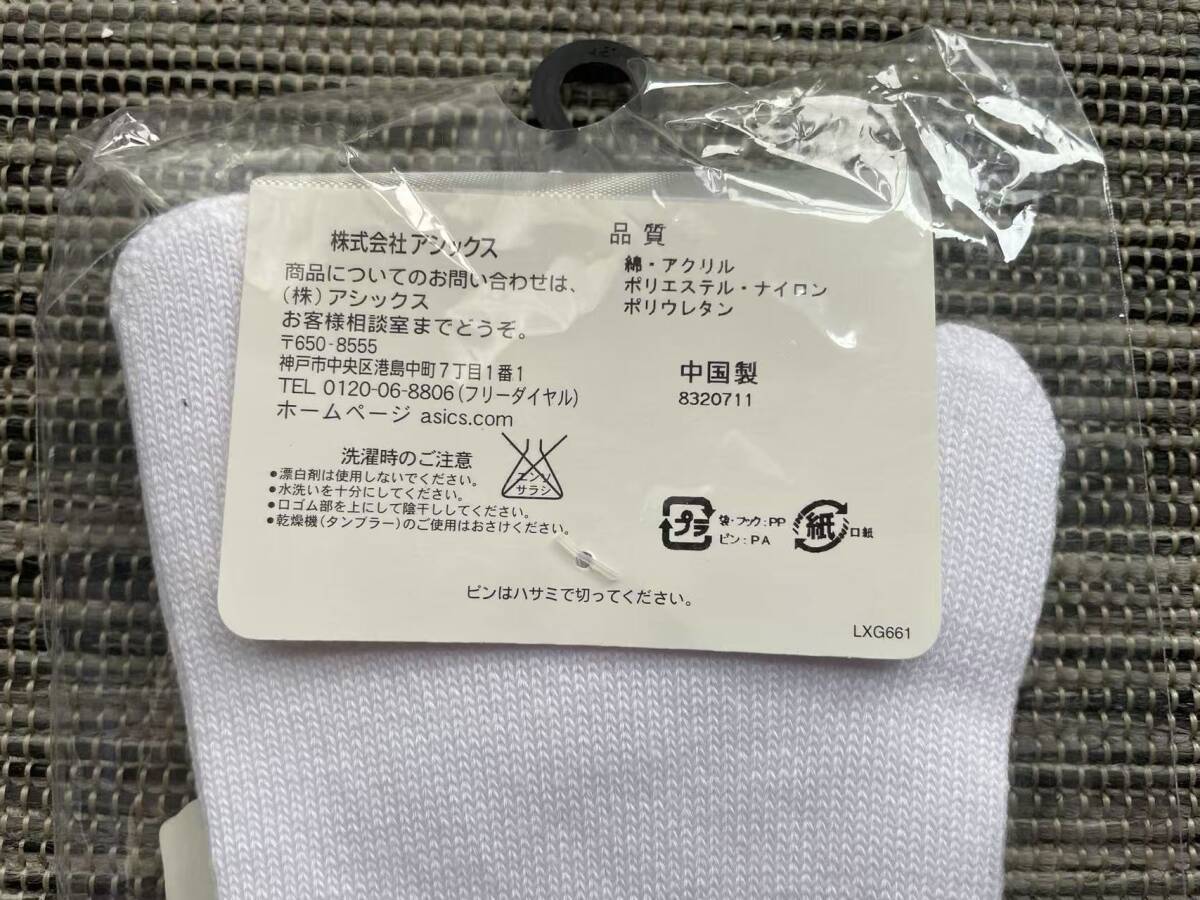 株式会社アシックス
商品についてのお問い合わせは、
(株)アシックス
お客様相談室までどうぞ。
〒650-8555
神戸市中央区港島中町7丁目1番1
TEL 0120-06-8806(フリーダイヤル)
ホームページ asics.com
洗濯時のご注意
●漂白剤は使用しないでください。
●水洗いを十分にしてください。
●口ゴム部を上にして陰干ししてください。
●乾燥機(タンブラー)のご使用はおさけください。
エンソ
サラシ
品質
綿・アクリル
ポリエステル・ナイロン
ポリウレタン
中国製
8320711
プラ
袋・フック:PP
ピン:PA
紙
口紙
ピンはハサミで切ってください。
LXG661